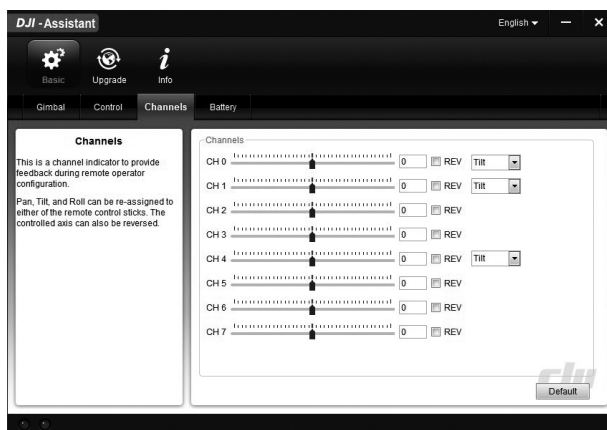 DJI - Assistant
English
Basic
Upgrade
Info
Gimbal
Control
Channels
Battery
Channels
This is a channel indicator to provide
feedback during remote operator
configuration.
Pan, Tilt, and Roll can be re-assigned to
either of the remote control sticks. The
controlled axis can also be reversed.
Channels
CH 0 0 REV Tilt
CH 1 0 REV Tilt
CH 2 0 REV
CH 3 0 REV
CH 4 0 REV Tilt
CH 5 0 REV
CH 6 0 REV
CH 7 0 REV
dji
Default